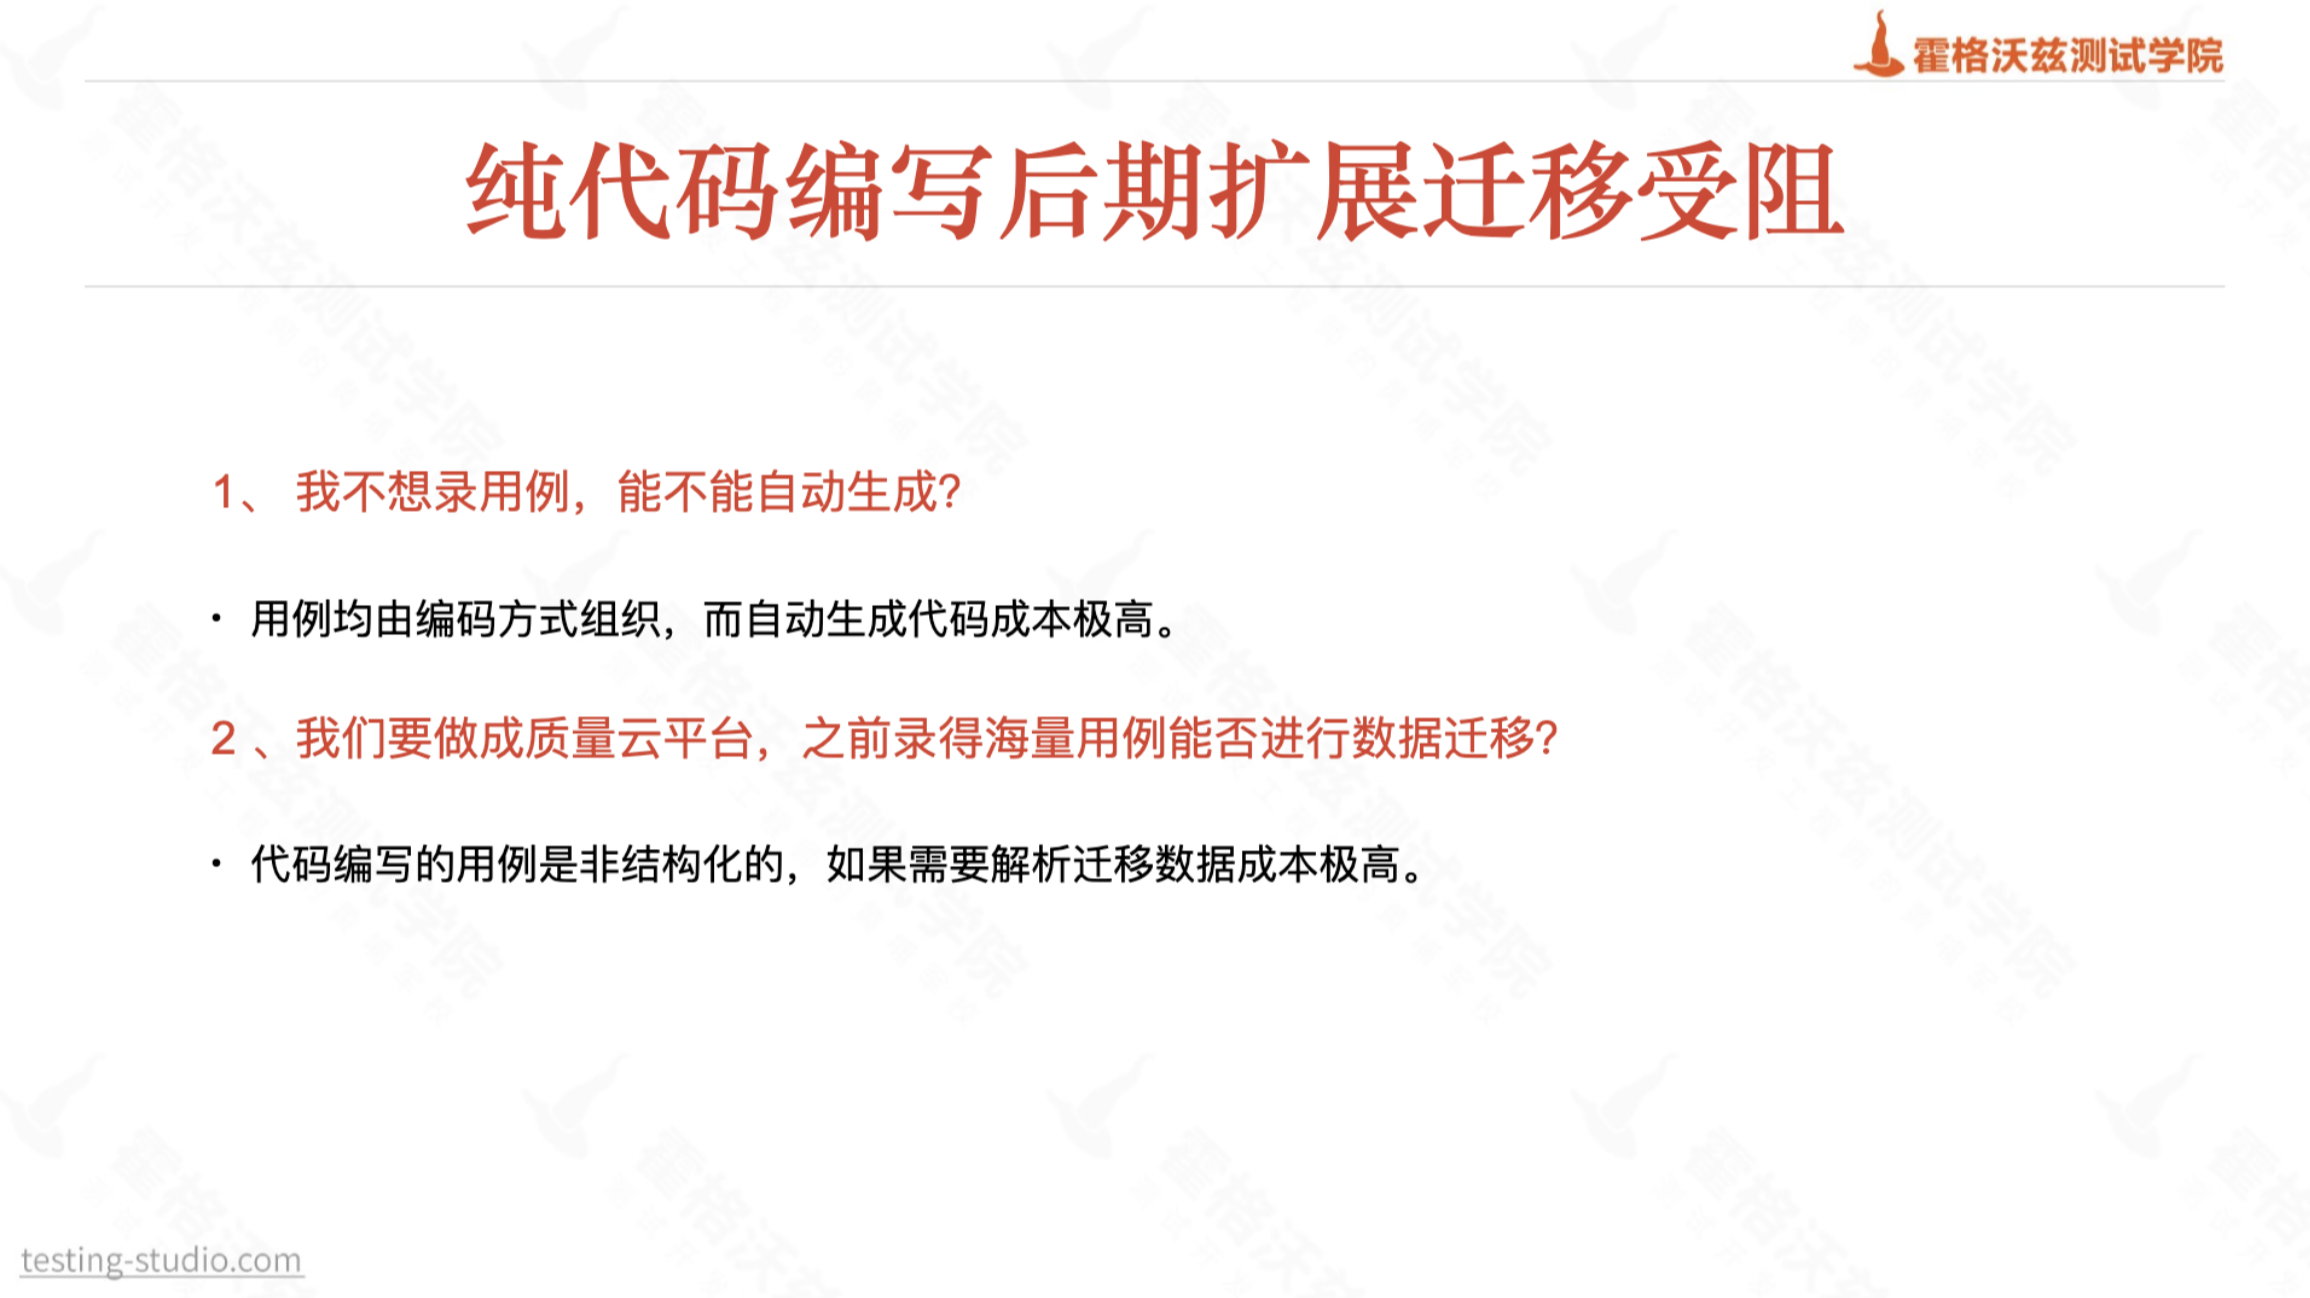 霍格沃兹测试学院
纯代码编写后期扩展迁移受阻
1、 我不想录用例，能不能自动生成?
· 用例均由编码方式组织，而自动生成代码成本极高。
2 、我们要做成质量云平台，之前录得海量用例能否进行数据迁移?
· 代码编写的用例是非结构化的，如果需要解析迁移数据成本极高。
testing-studio.com